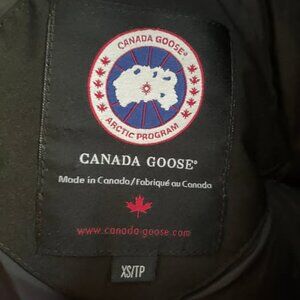 CANADA GOOSE®
ARCTIC PROGRAM
CANADA GOOSE®
Made in Canada/Fabriqué au Canada
www.canada-goose.com
XS/TP